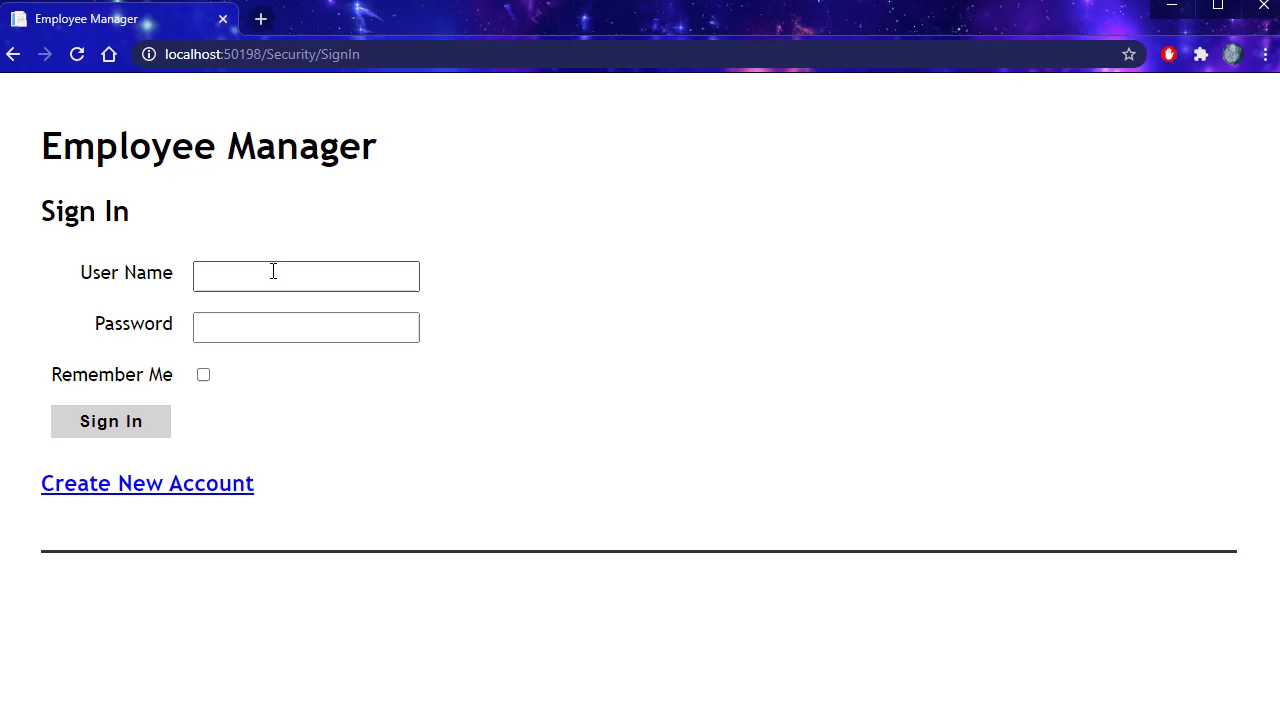 Employee Manager
localhost:50198/Security/SignIn
Employee Manager
Sign In
User Name
Password
Remember Me
Sign In
Create New Account